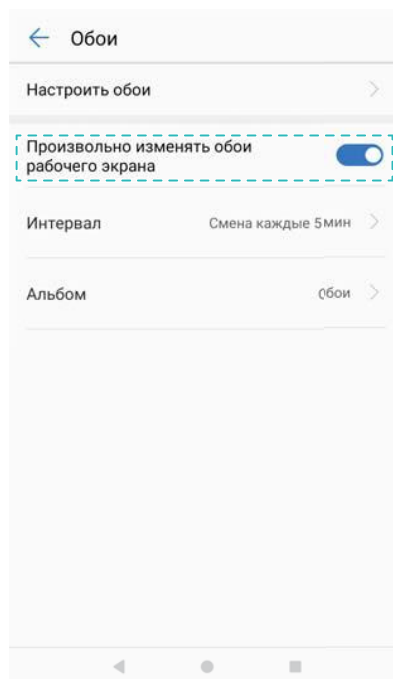 Обои
Настроить обои
Произвольно изменять обои
рабочего экрана
Интервал Смена каждые 5мин
Альбом Обои